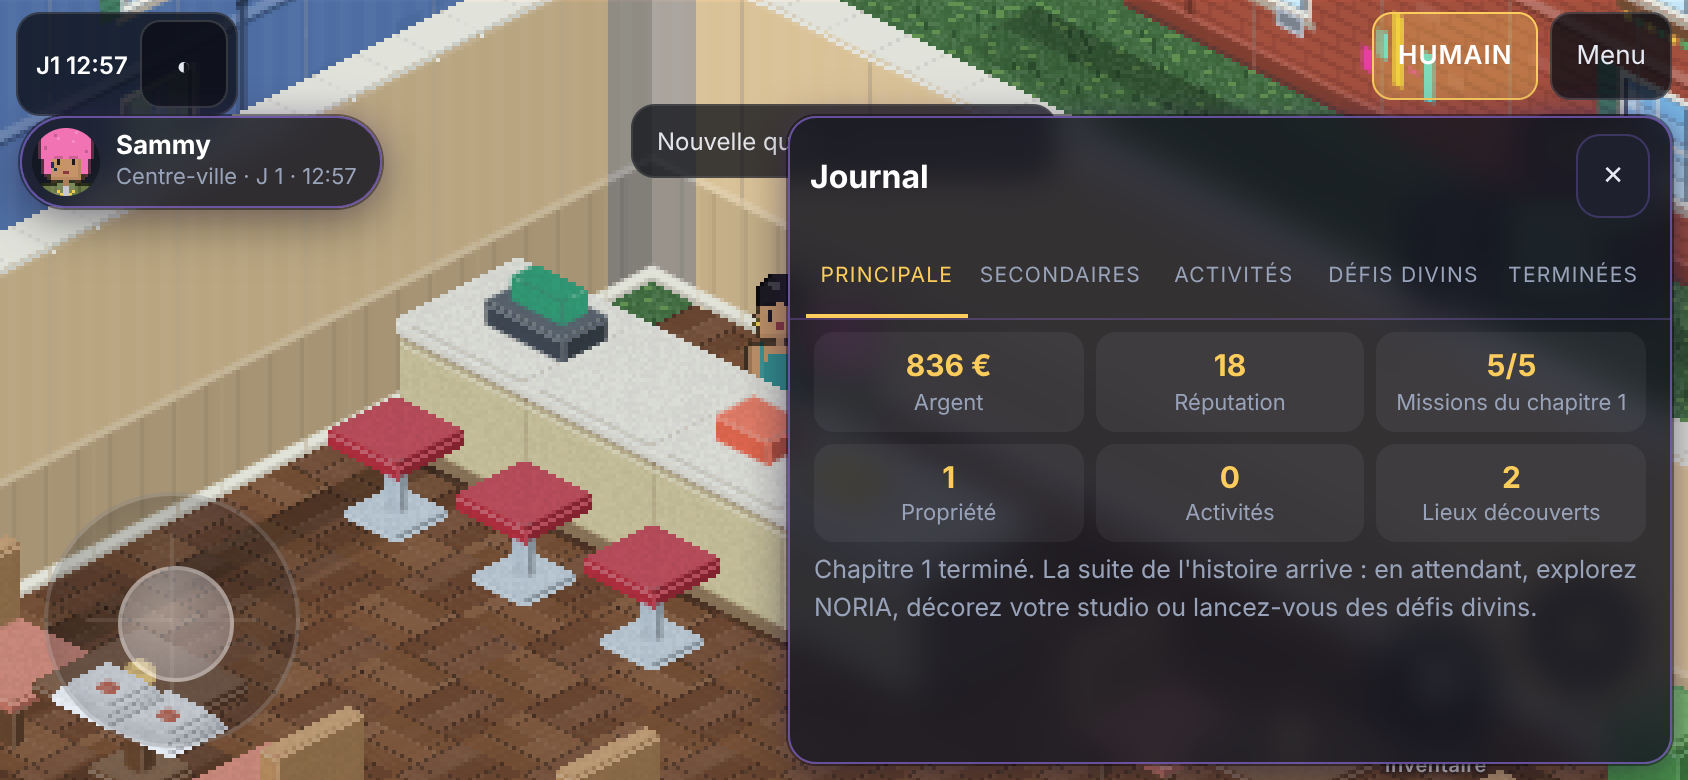 J1 12:57
HUMAIN
Menu
Sammy
Centre-ville · J 1 · 12:57
Nouvelle
Journal
×
PRINCIPALE
SECONDAIRES
ACTIVITÉS
DÉFIS DIVINS
TERMINÉES
836 €
Argent
18
Réputation
5/5
Missions du chapitre 1
1
Propriété
0
Activités
2
Lieux découverts
Chapitre 1 terminé. La suite de l'histoire arrive : en attendant, explorez
NORIA, décorez votre studio ou lancez-vous des défis divins.
Inventaire